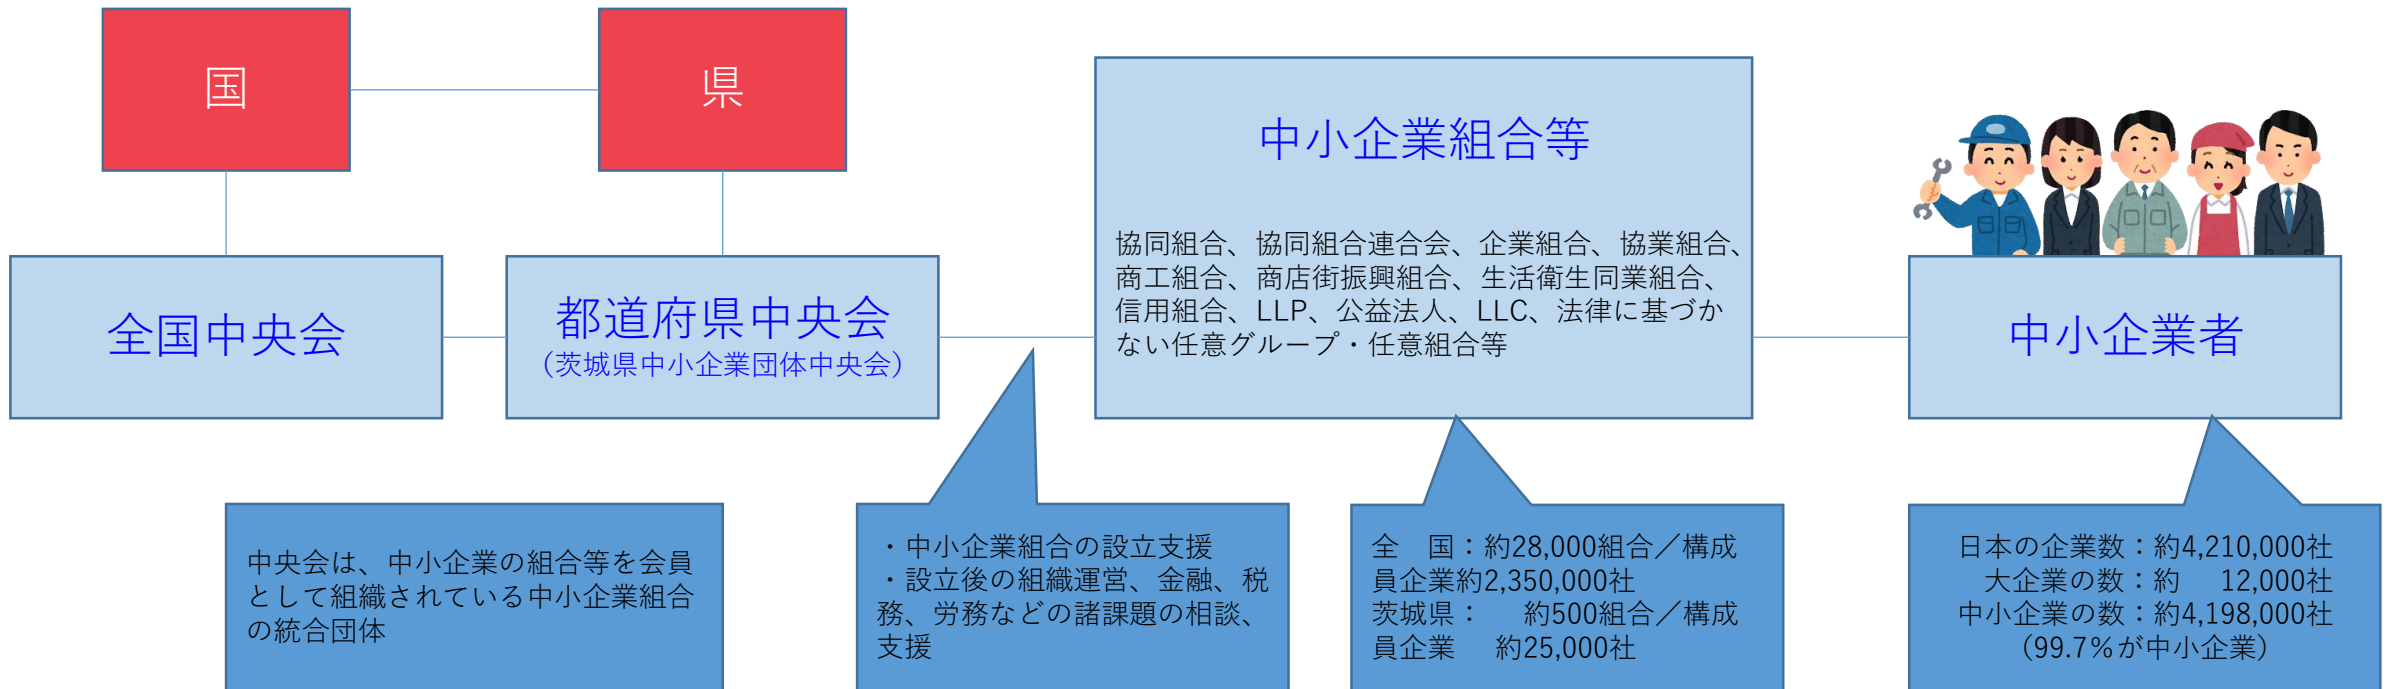 国
県
中小企業組合等
協同組合、協同組合連合会、企業組合、協業組合、
商工組合、商店街振興組合、生活衛生同業組合、
信用組合、LLP、公益法人、LLC、法律に基づか
ない任意グループ・任意組合等
全国中央会
都道府県中央会
（茨城県中小企業団体中央会）
中小企業者
中央会は、中小企業の組合等を会員
として組織されている中小企業組合
の統合団体
・中小企業組合の設立支援
・設立後の組織運営、金融、税
務、労務などの諸課題の相談、
支援
全　国：約28,000組合／構成
員企業約2,350,000社
茨城県：　約500組合／構成
員企業　約25,000社
日本の企業数：約4,210,000社
大企業の数：約　12,000社
中小企業の数：約4,198,000社
（99.7％が中小企業）